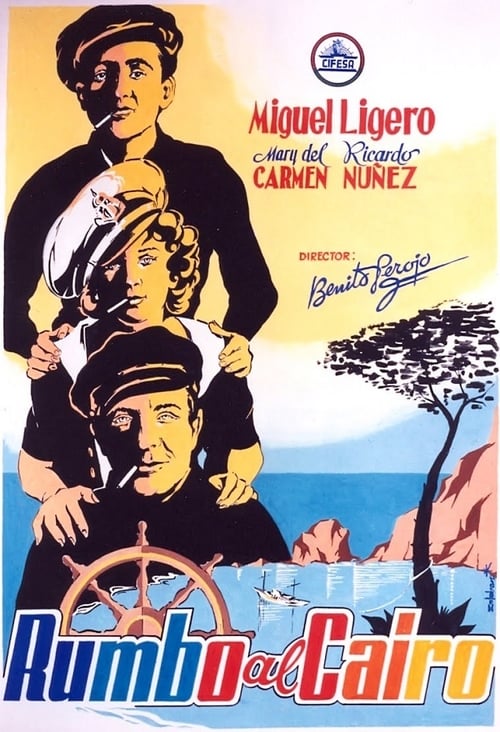 CIFESA
Miguel Ligero
Mary del Ricardo
CARMEN NUÑEZ
DIRECTOR:
Benito Perojo
Rumbo al Cairo